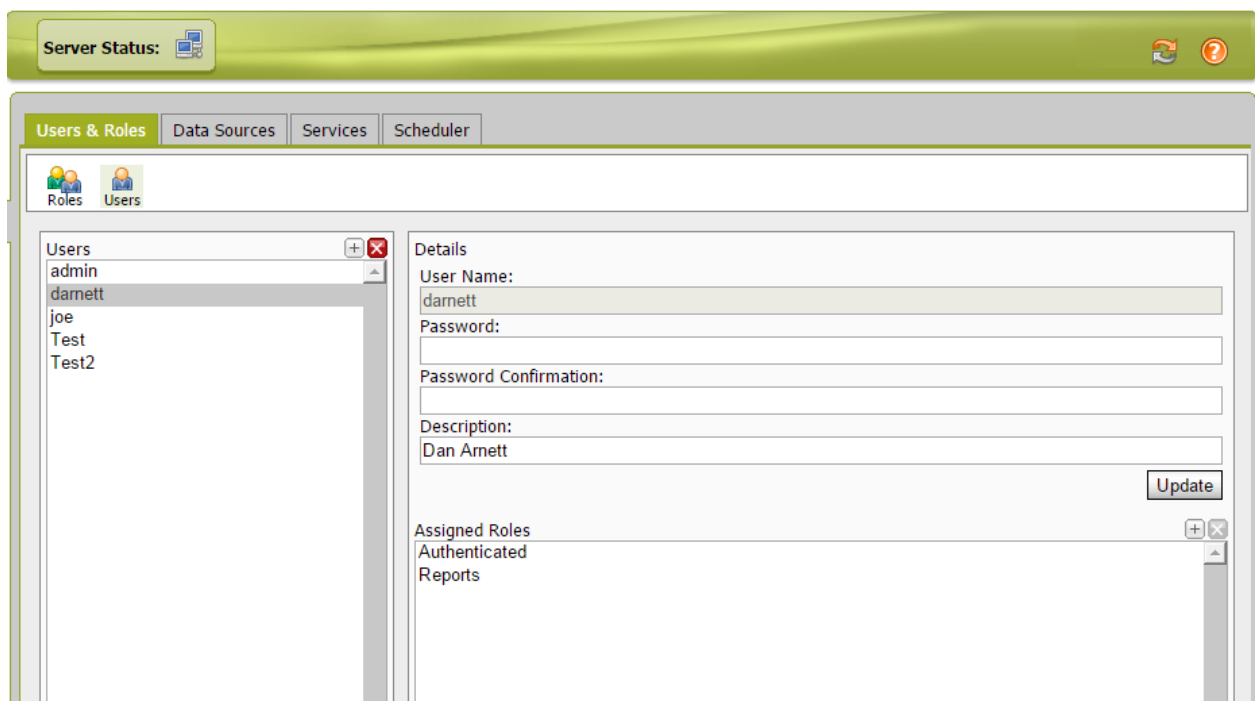 Server Status:
Users & Roles Data Sources Services Scheduler
Roles Users
Users
admin
darnett
joe
Test
Test2
Details
User Name:
darnett
Password:
Password Confirmation:
Description:
Dan Arnett
Update
Assigned Roles
Authenticated
Reports